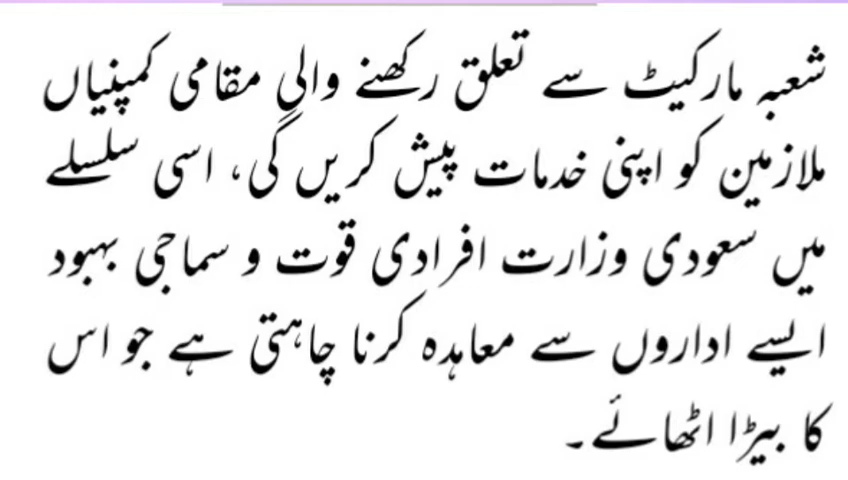 شعبہ مارکیٹ سے تعلق رکھنے والی مقامی کمپنیاں
ملازمین کو اپنی خدمات پیش کریں گی، اسی سلسلے
میں سعودی وزارت افرادی قوت و سماجی بہبود
ایسے اداروں سے معاہدہ کرنا چاہتی ہے جو اس
کا بیڑا اٹھائے۔